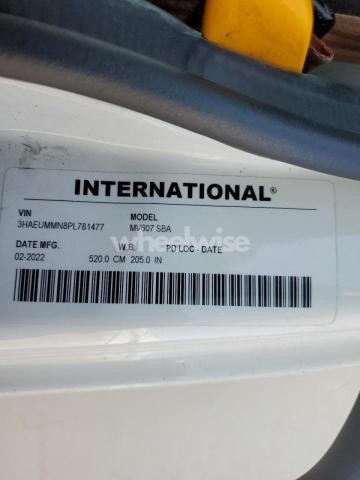 INTERNATIONAL®
VIN MODEL
3HAEUMMN8PL781477 MV607 SBA
wheelwise
DATE MFG. W.B. PD LOC - DATE
02-2022 520.0 CM 205.0 IN